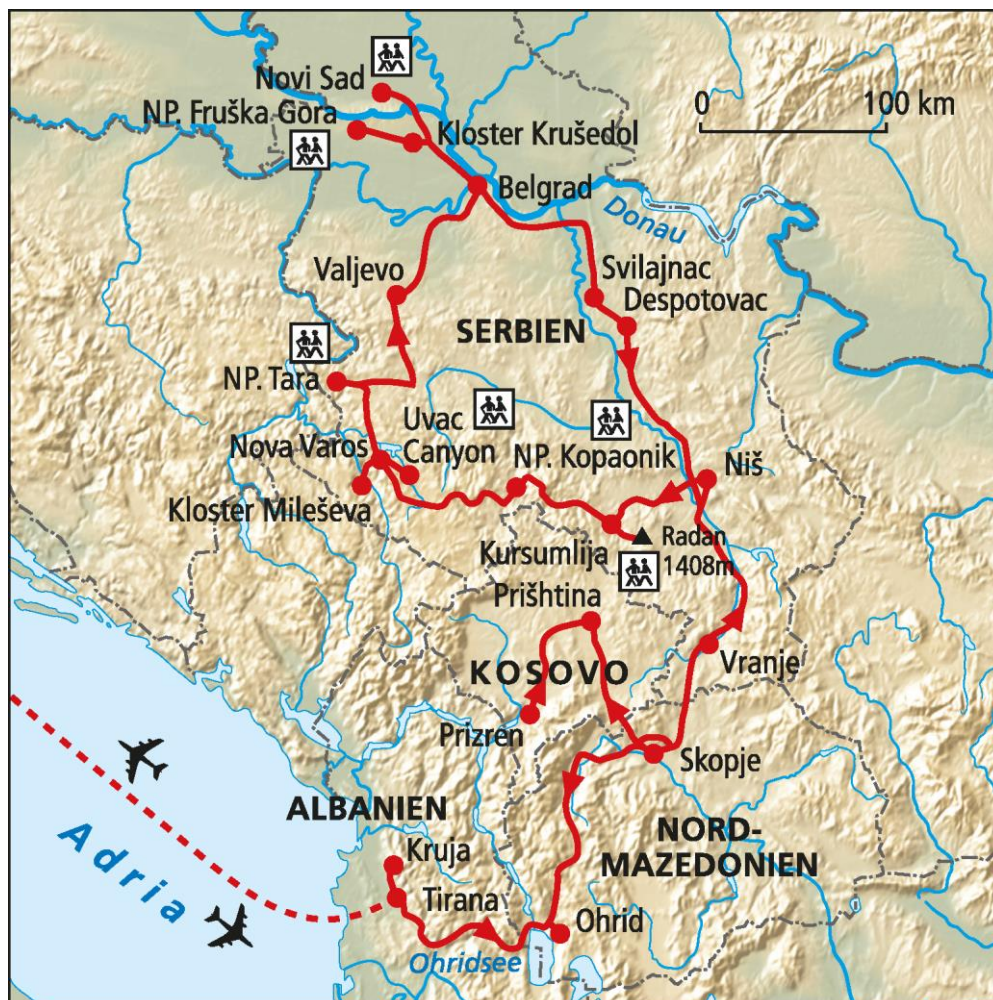 Novi Sad
NP. Fruška Gora
Kloster Krušedol
0 100 km
Belgrad
Donau
Valjevo
Svilajnac
Despotovac
SERBIEN
NP. Tara
Uvac
Canyon
Nova Varos
NP. Kopaonik
Niš
Kloster Mileševa
Kursumlija
Radan
1408m
Prishtina
KOSOVO
Vranje
Prizren
Skopje
ALBANIEN
NORD-
MAZEDONIEN
Adria
Kruja
Tirana
Ohrid
Ohridsee